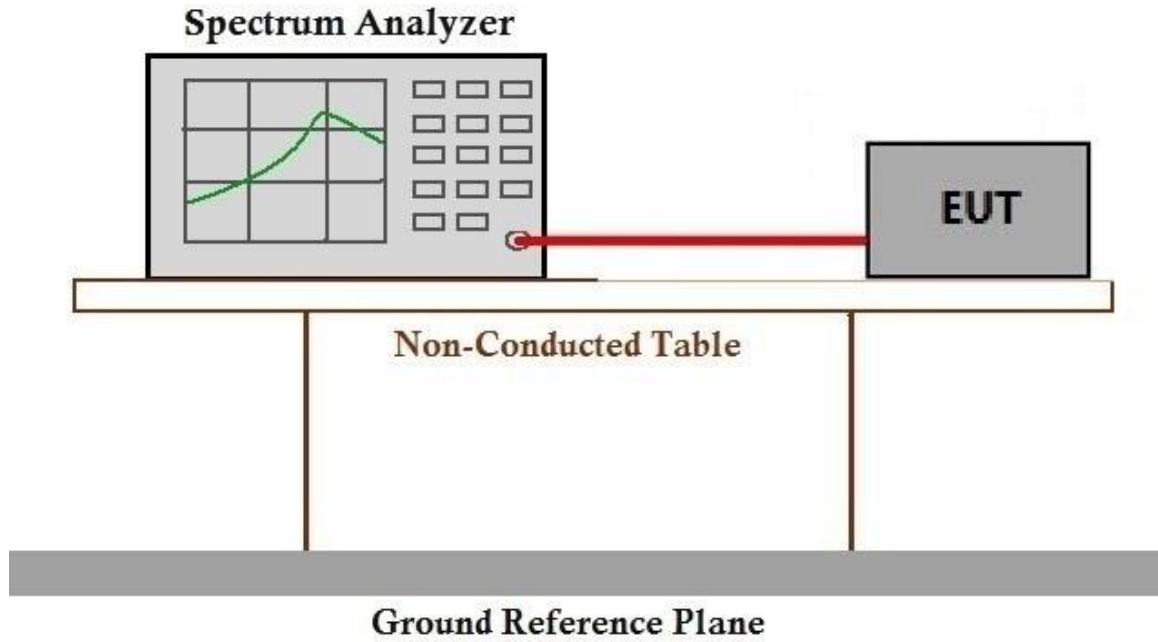 Spectrum Analyzer
EUT
Non-Conducted Table
Ground Reference Plane